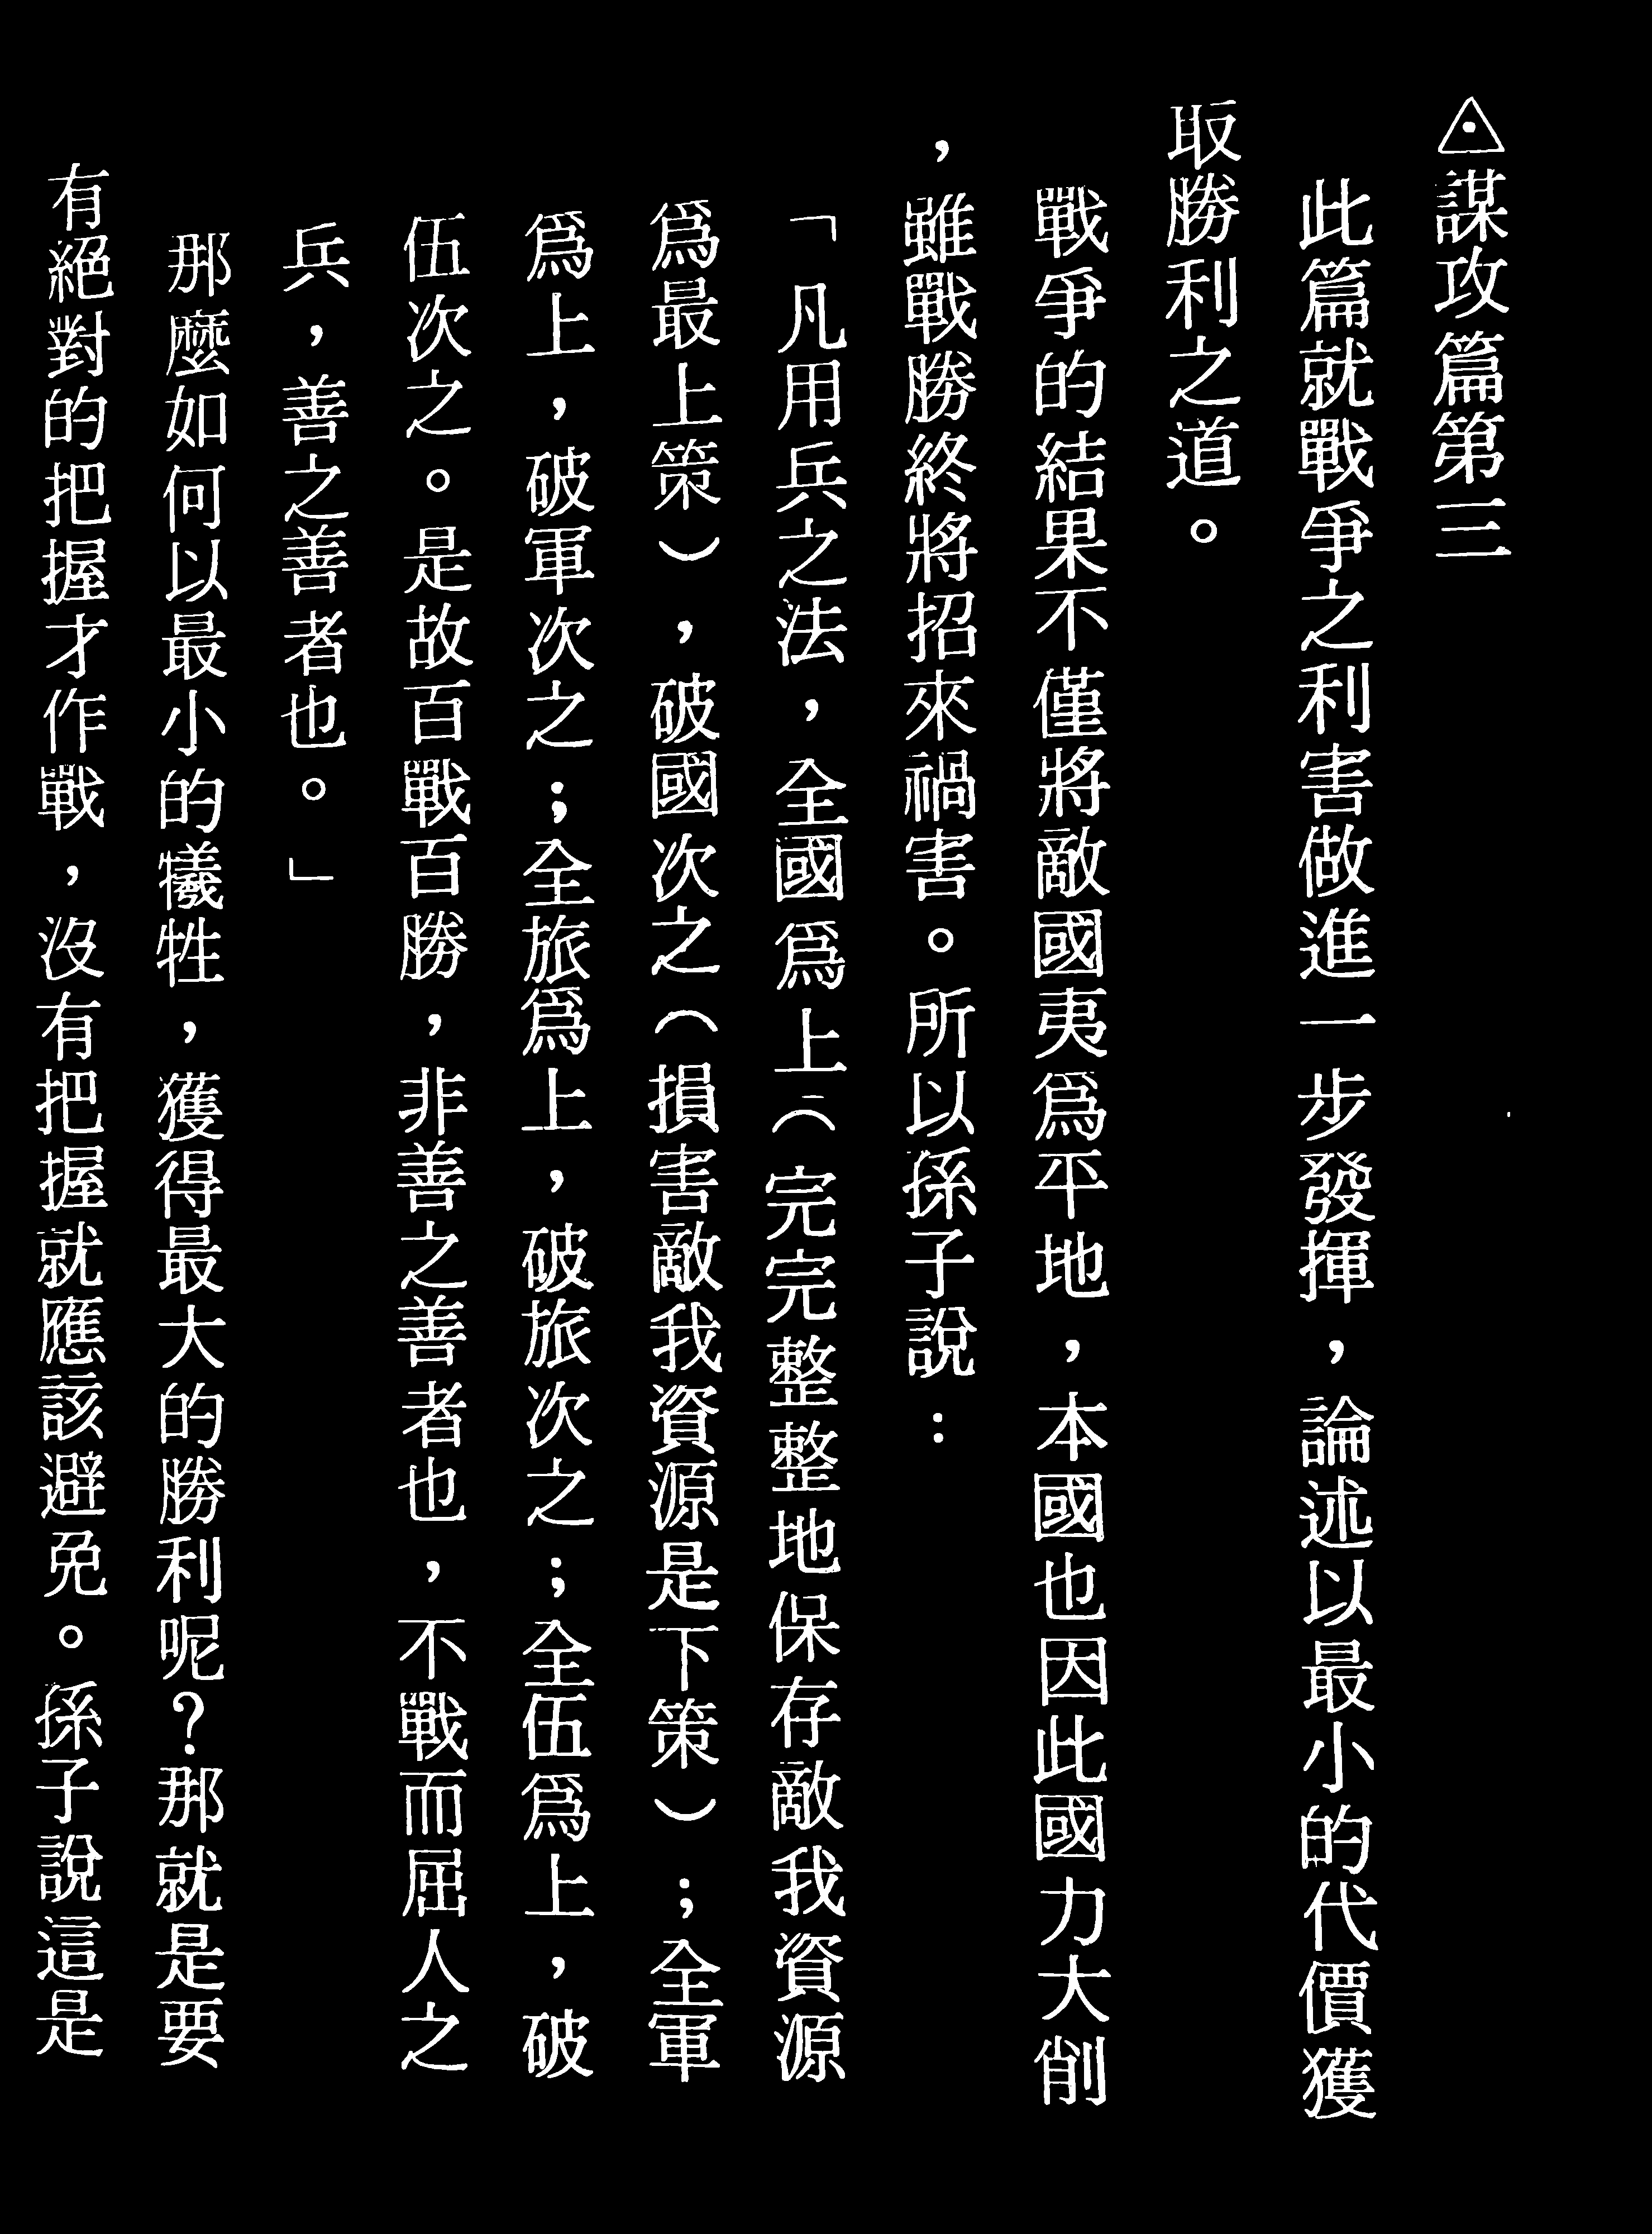 ◬謀攻篇第三
此篇就戰爭之利害做進一步發揮，論述以最小的代價獲
取勝利之道。
戰爭的結果不僅將敵國夷爲平地，本國也因此國力大削
，雖戰勝終將招來禍害。所以孫子說：
「凡用兵之法，全國爲上（完完整整地保存敵我資源
爲最上策），破國次之（損害敵我資源是下策）；全軍
爲上，破軍次之；全旅爲上，破旅次之；全伍爲上，破
伍次之。是故百戰百勝，非善之善者也，不戰而屈人之
兵，善之善者也。」
那麼如何以最小的犧牲，獲得最大的勝利呢？那就是要
有絕對的把握才作戰，沒有把握就應該避免。孫子說這是